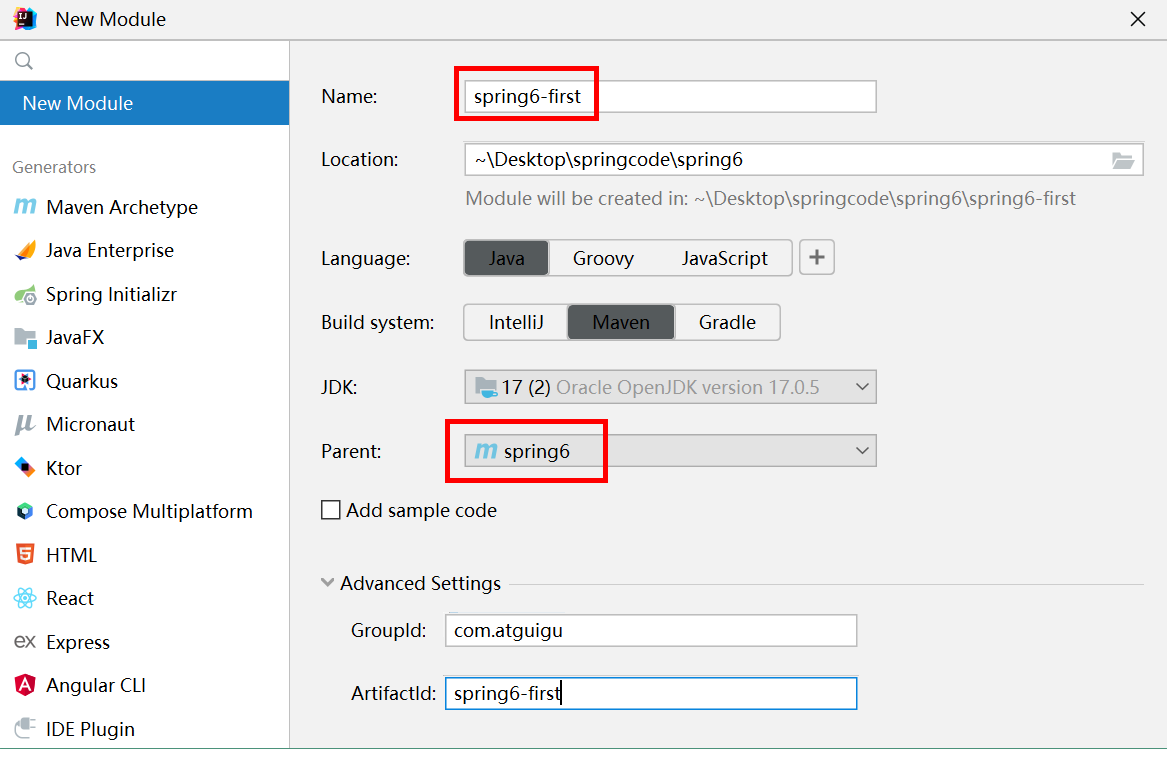 New Module
New Module
Generators
Maven Archetype
Java Enterprise
Spring Initializr
JavaFX
Quarkus
Micronaut
Ktor
Compose Multiplatform
HTML
React
ex Express
Angular CLI
IDE Plugin
Name: spring6-first
Location: ~\Desktop\springcode\spring6
Module will be created in: ~\Desktop\springcode\spring6\spring6-first
Language: Java Groovy JavaScript +
Build system: IntelliJ Maven Gradle
JDK: 17 (2) Oracle OpenJDK version 17.0.5
Parent: m spring6
Add sample code
Advanced Settings
GroupId: com.atguigu
ArtifactId: spring6-first